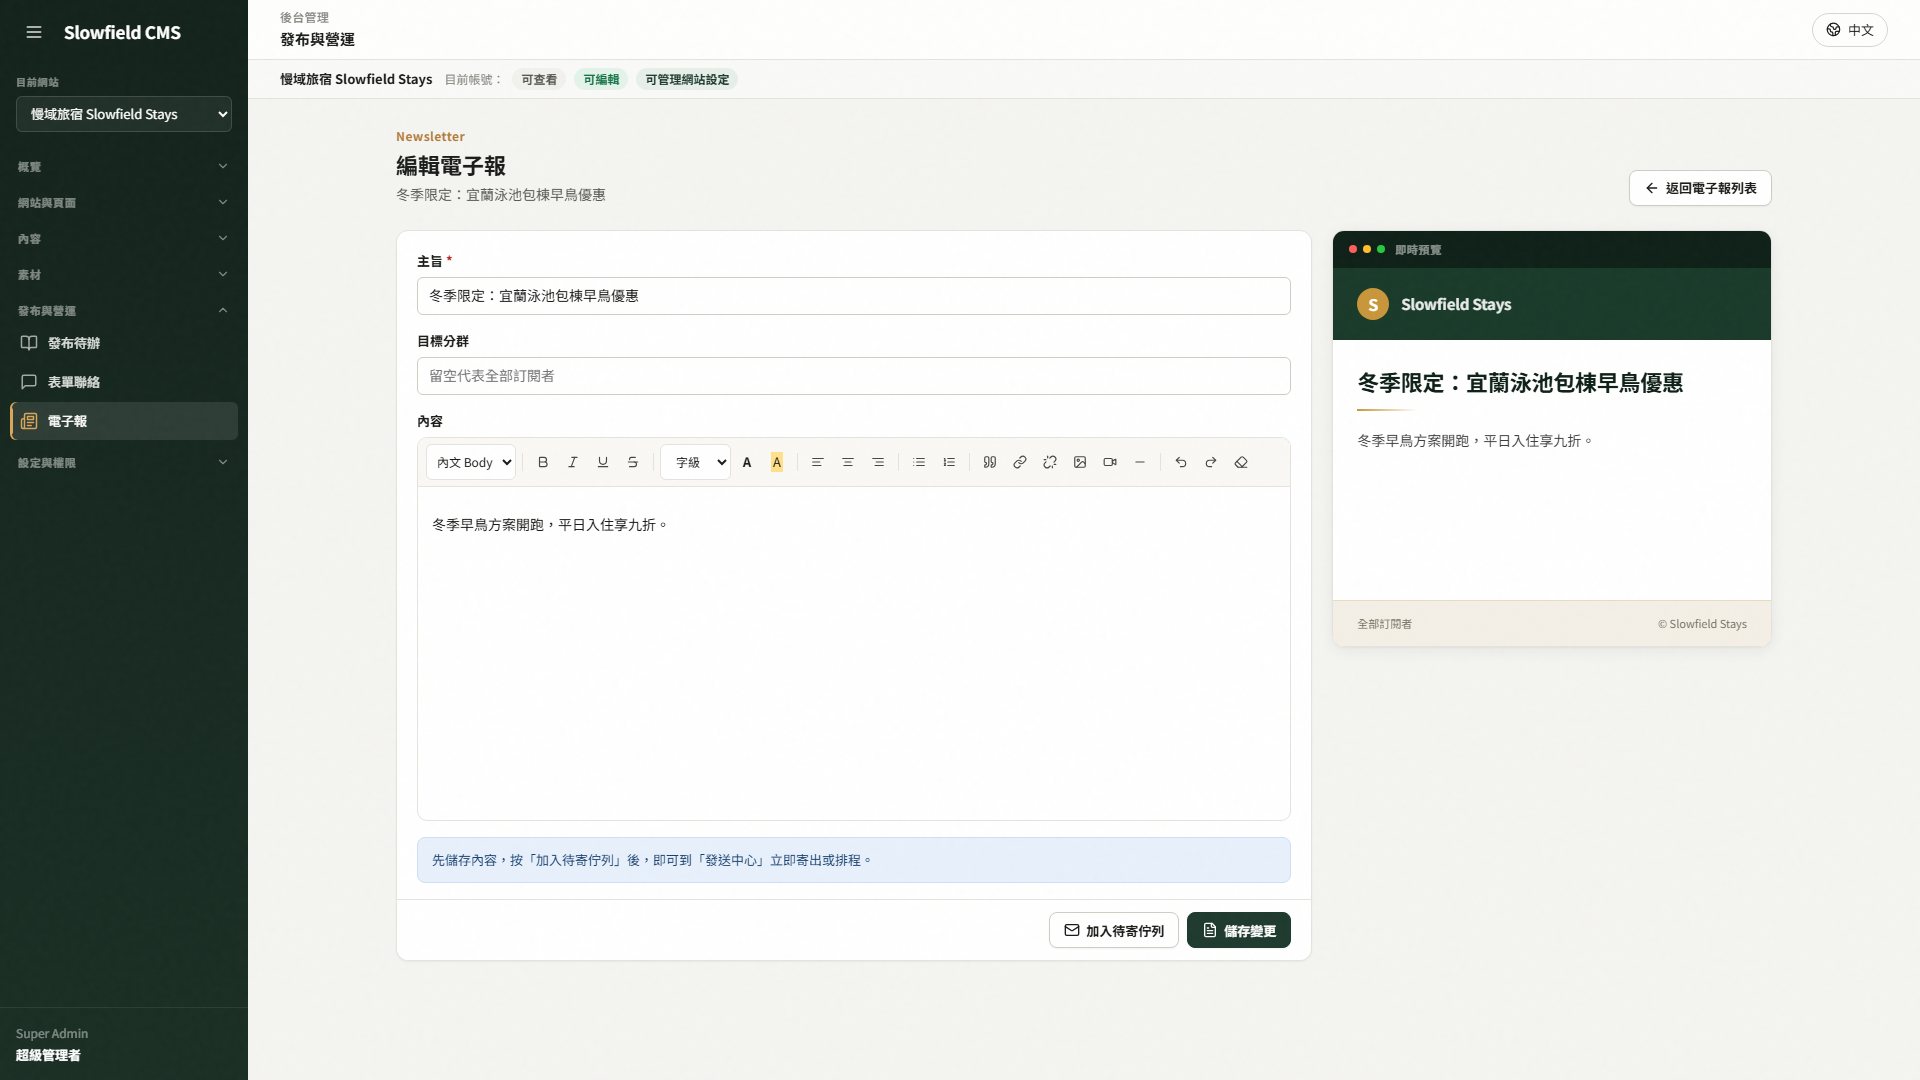 Slowfield CMS
目前網站
慢域旅宿 Slowfield Stays
概覽
網站與頁面
內容
素材
發布與營運
發布待辦
表單聯絡
電子報
設定與權限
Super Admin
超級管理者
後台管理
發布與營運
中文
慢域旅宿 Slowfield Stays 目前帳號： 可查看 可編輯 可管理網站設定
Newsletter
編輯電子報
冬季限定：宜蘭泳池包棟早鳥優惠
返回電子報列表
主旨 *
冬季限定：宜蘭泳池包棟早鳥優惠
目標分群
留空代表全部訂閱者
內容
內文 Body
字級
冬季早鳥方案開跑，平日入住享九折。
先儲存內容，按「加入待寄佇列」後，即可到「發送中心」立即寄出或排程。
加入待寄佇列
儲存變更
即時預覽
S Slowfield Stays
冬季限定：宜蘭泳池包棟早鳥優惠
冬季早鳥方案開跑，平日入住享九折。
全部訂閱者
© Slowfield Stays